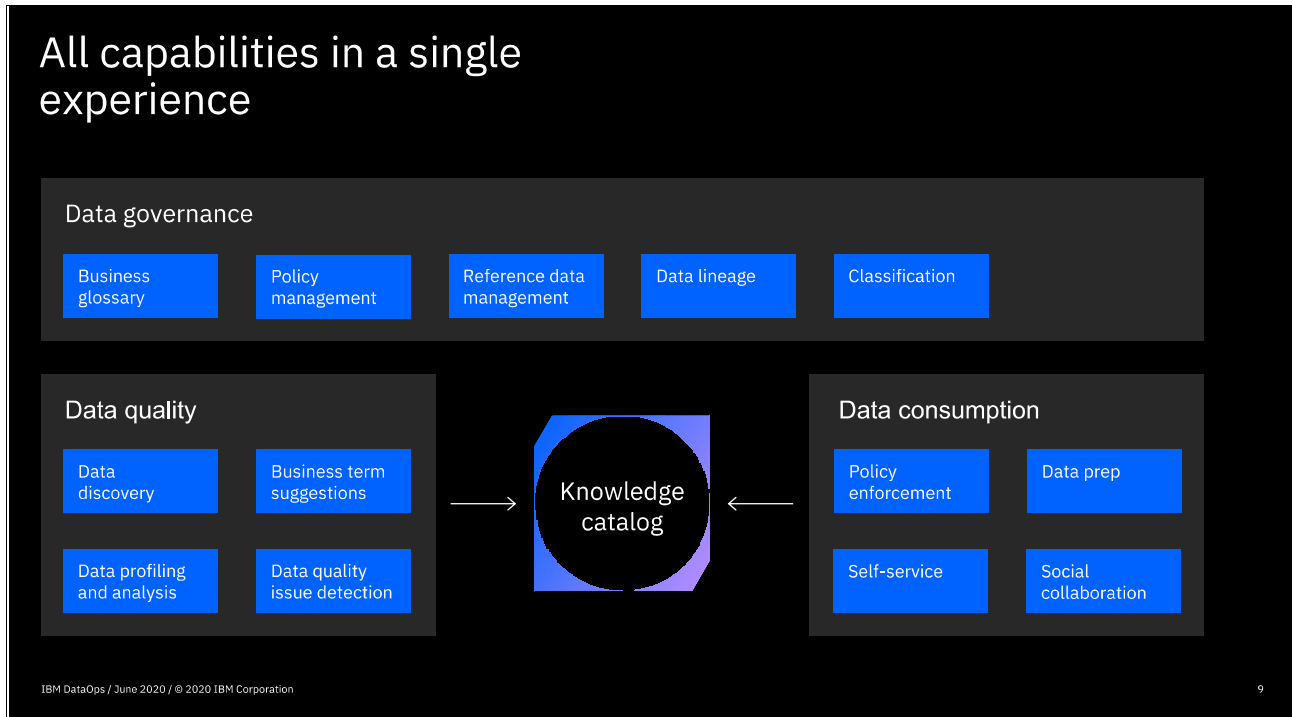 All capabilities in a single
experience
Data governance
Business
glossary
Policy
management
Reference data
management
Data lineage
Classification
Data quality
Data
discovery
Business term
suggestions
Data profiling
and analysis
Data quality
issue detection
Knowledge
catalog
Data consumption
Policy
enforcement
Data prep
Self-service
Social
collaboration
IBM DataOps / June 2020 / © 2020 IBM Corporation
9